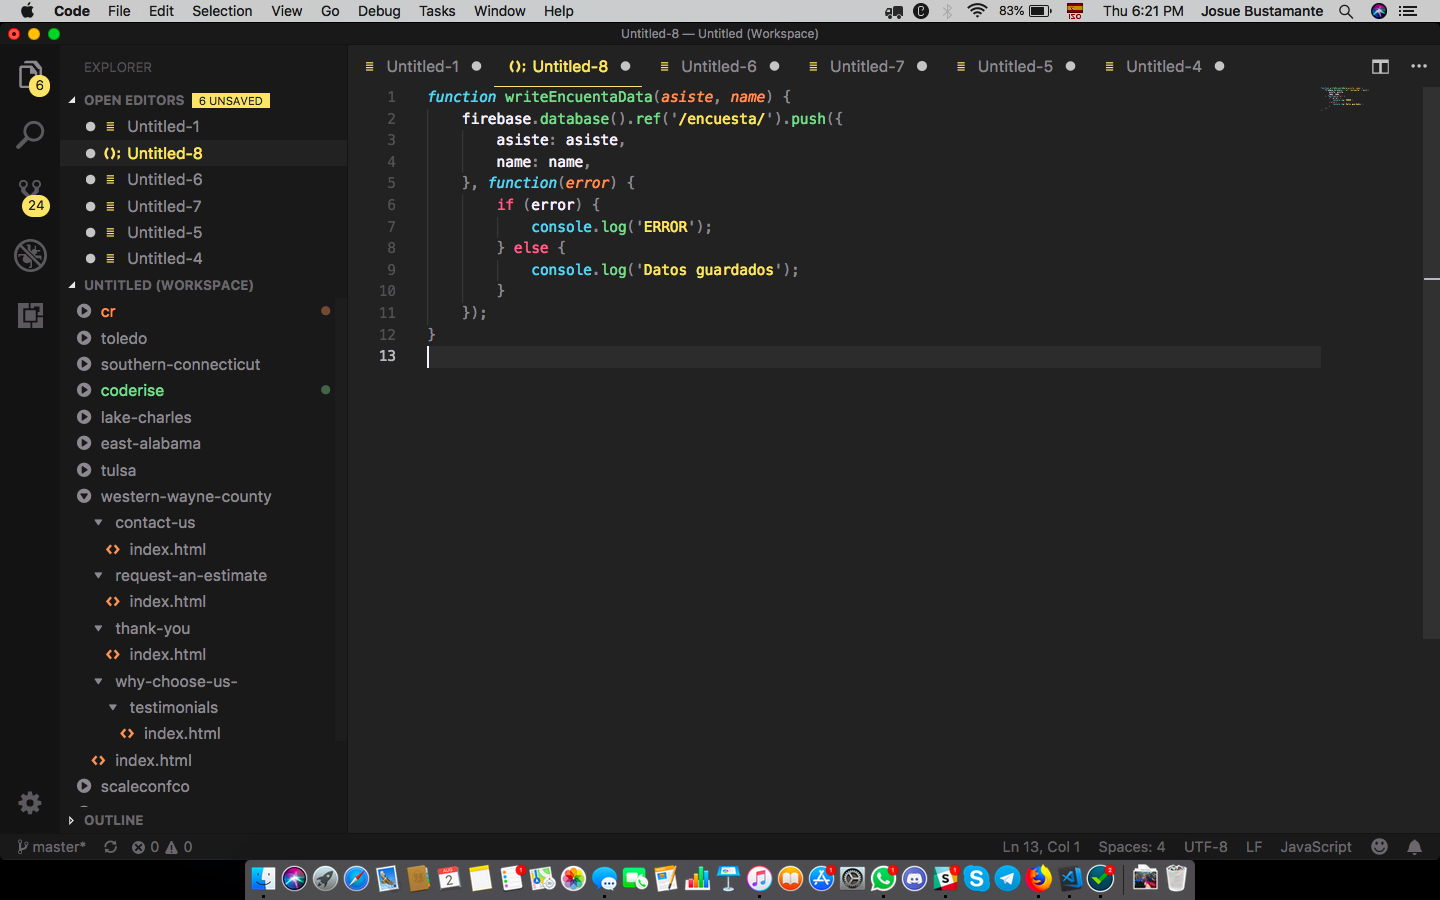 Code File Edit Selection View Go Debug Tasks Window Help 83% ISO Thu 6:21 PM Josue Bustamante
Untitled-8 — Untitled (Workspace)
EXPLORER
OPEN EDITORS 6 UNSAVED
Untitled-1
(); Untitled-8
Untitled-6
Untitled-7
Untitled-5
Untitled-4
UNTITLED (WORKSPACE)
cr
toledo
southern-connecticut
coderise
lake-charles
east-alabama
tulsa
western-wayne-county
contact-us
<> index.html
request-an-estimate
<> index.html
thank-you
<> index.html
why-choose-us-
testimonials
<> index.html
<> index.html
scaleconfco
OUTLINE
6
24
Untitled-1 (); Untitled-8 Untitled-6 Untitled-7 Untitled-5 Untitled-4
1 function writeEncuentaData(asiste, name) {
2 firebase.database().ref('/encuesta/').push({
3 asiste: asiste,
4 name: name,
5 }, function(error) {
6 if (error) {
7 console.log('ERROR');
8 } else {
9 console.log('Datos guardados');
10 }
11 });
12 }
13
master* 0 0 Ln 13, Col 1 Spaces: 4 UTF-8 LF JavaScript
AUG
2